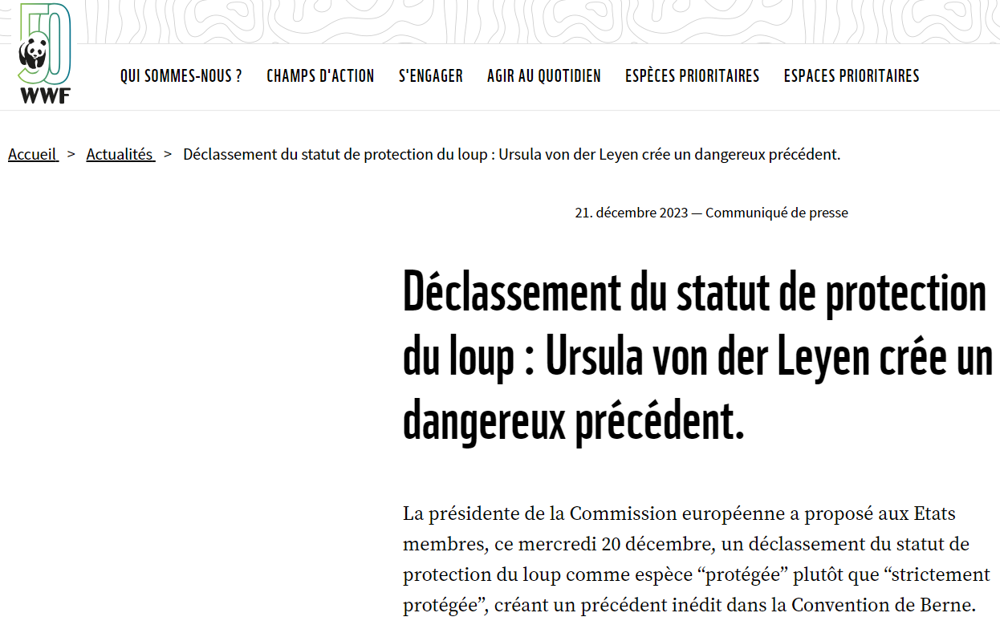 50
WWF
QUI SOMMES-NOUS ? CHAMPS D'ACTION S'ENGAGER AGIR AU QUOTIDIEN ESPÈCES PRIORITAIRES ESPACES PRIORITAIRES
Accueil > Actualités > Déclassement du statut de protection du loup : Ursula von der Leyen crée un dangereux précédent.
21. décembre 2023 — Communiqué de presse
Déclassement du statut de protection
du loup : Ursula von der Leyen crée un
dangereux précédent.
La présidente de la Commission européenne a proposé aux Etats
membres, ce mercredi 20 décembre, un déclassement du statut de
protection du loup comme espèce “protégée” plutôt que “strictement
protégée”, créant un précédent inédit dans la Convention de Berne.